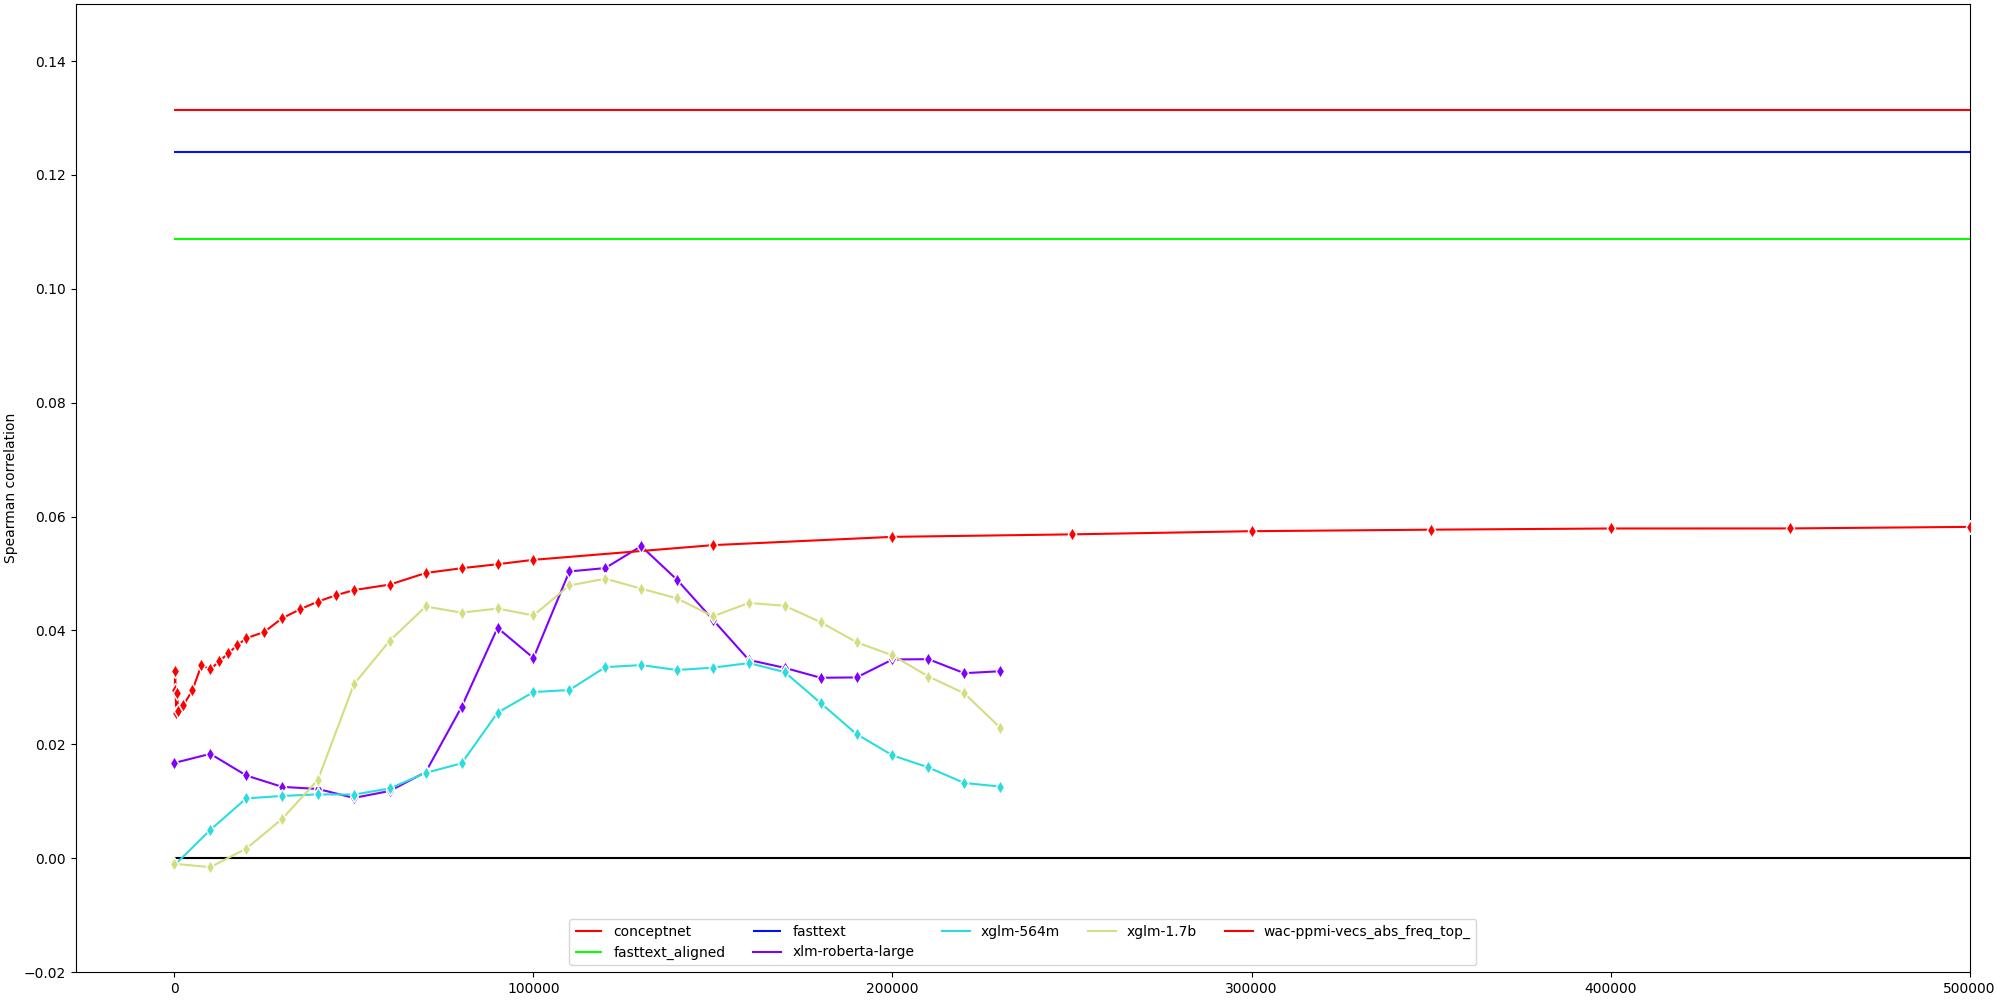 0.14
0.12
0.10
0.08
0.06
0.04
0.02
0.00
−0.02
Spearman correlation
conceptnet
fasttext_aligned
fasttext
xlm-roberta-large
xglm-564m
xglm-1.7b
wac-ppmi-vecs_abs_freq_top_
0 100000 200000 300000 400000 500000